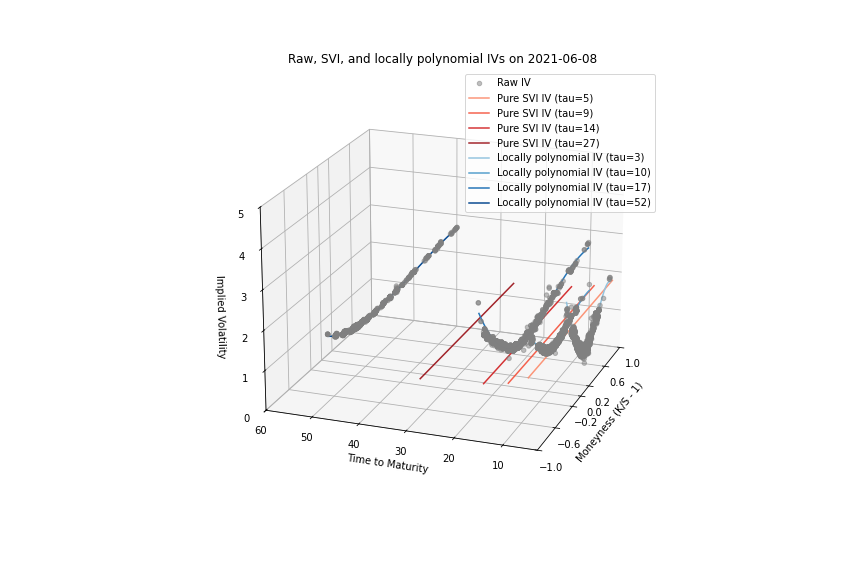 Raw, SVI, and locally polynomial IVs on 2021-06-08
Raw IV
Pure SVI IV (tau=5)
Pure SVI IV (tau=9)
Pure SVI IV (tau=14)
Pure SVI IV (tau=27)
Locally polynomial IV (tau=3)
Locally polynomial IV (tau=10)
Locally polynomial IV (tau=17)
Locally polynomial IV (tau=52)
5
4
3
2
1
0
Implied Volatility
60
50
40
30
20
10
Time to Maturity
1.0
0.6
0.2
0.0
−0.2
−0.6
−1.0
Moneyness (K/S - 1)